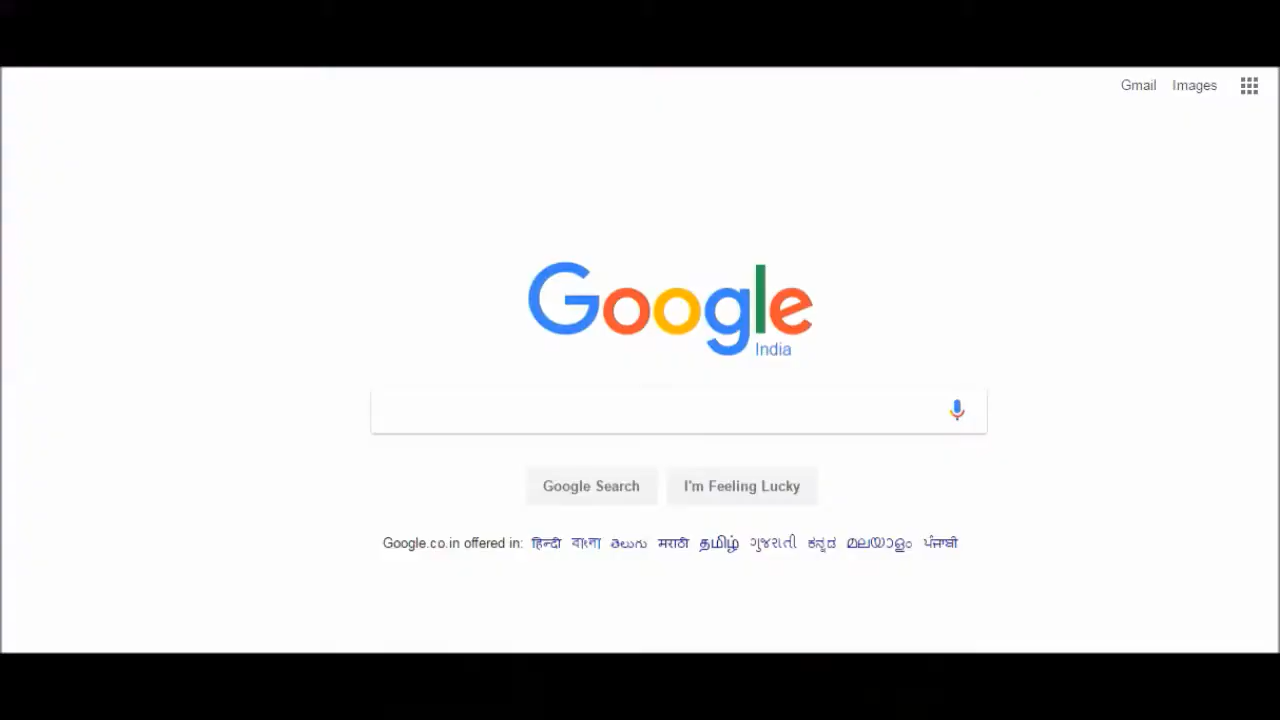 Gmail Images
Google
India
Google Search I'm Feeling Lucky
Google.co.in offered in: हिन्दी বাংলা తెలుగు मराठी தமிழ் ગુજરાતી ಕನ್ನಡ മലയാളം ਪੰਜਾਬੀ